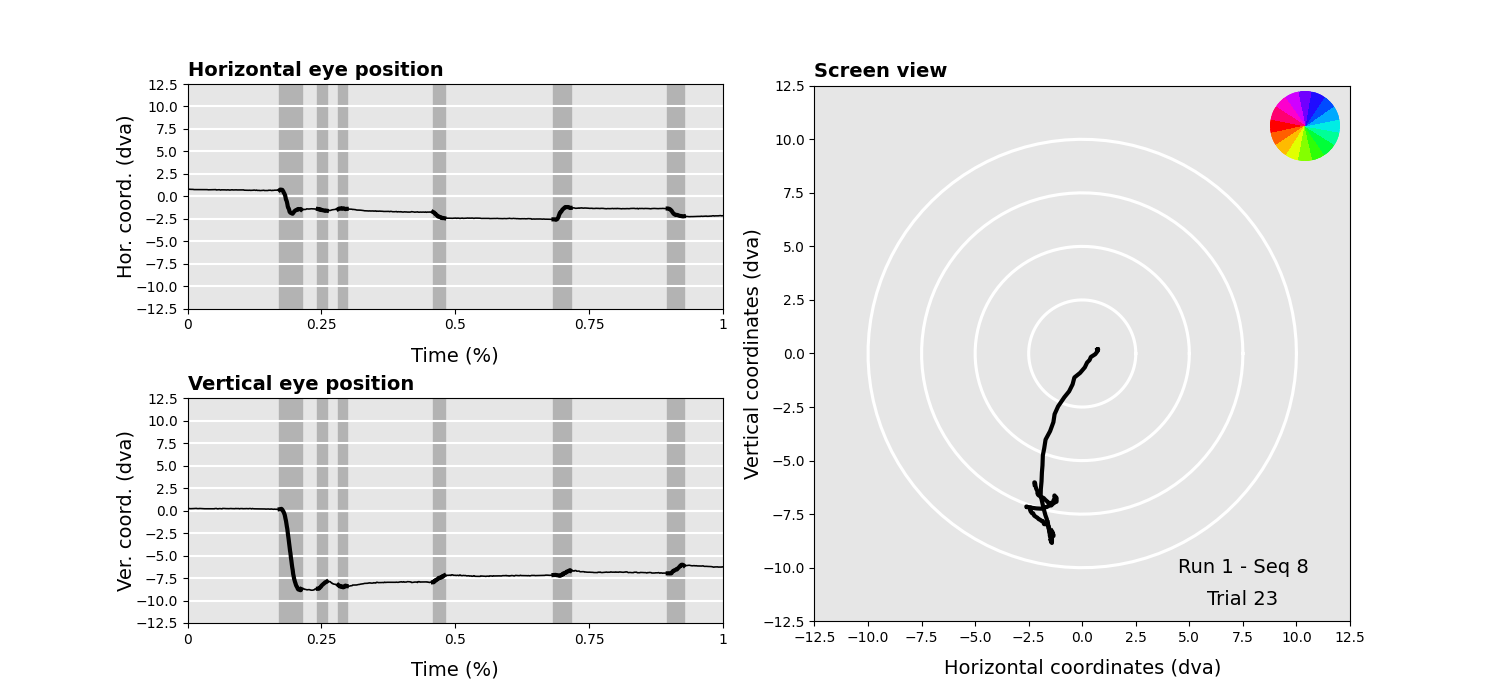 Horizontal eye position
12.5
10.0
7.5
5.0
2.5
0.0
−2.5
−5.0
−7.5
−10.0
−12.5
Hor. coord. (dva)
0 0.25 0.5 0.75 1
Time (%)
Vertical eye position
12.5
10.0
7.5
5.0
2.5
0.0
−2.5
−5.0
−7.5
−10.0
−12.5
Ver. coord. (dva)
0 0.25 0.5 0.75 1
Time (%)
Screen view
12.5
10.0
7.5
5.0
2.5
0.0
−2.5
−5.0
−7.5
−10.0
−12.5
Vertical coordinates (dva)
Run 1 - Seq 8
Trial 23
−12.5 −10.0 −7.5 −5.0 −2.5 0.0 2.5 5.0 7.5 10.0 12.5
Horizontal coordinates (dva)